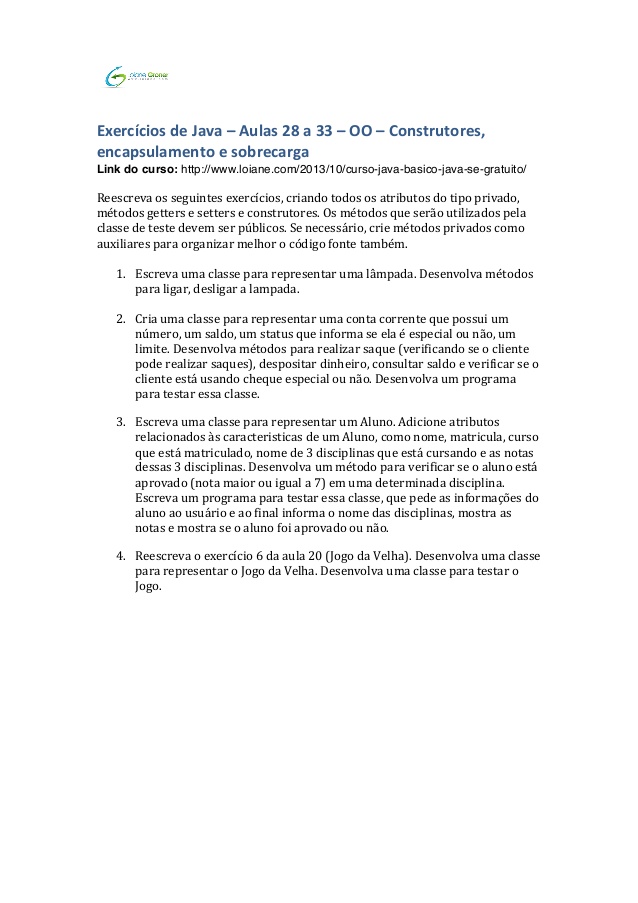 Loiane Groner
Exercícios de Java – Aulas 28 a 33 – OO – Construtores,
encapsulamento e sobrecarga
Link do curso: http://www.loiane.com/2013/10/curso-java-basico-java-se-gratuito/
Reescreva os seguintes exercícios, criando todos os atributos do tipo privado,
métodos getters e setters e construtores. Os métodos que serão utilizados pela
classe de teste devem ser públicos. Se necessário, crie métodos privados como
auxiliares para organizar melhor o código fonte também.
1. Escreva uma classe para representar uma lâmpada. Desenvolva métodos
para ligar, desligar a lampada.
2. Cria uma classe para representar uma conta corrente que possui um
número, um saldo, um status que informa se ela é especial ou não, um
limite. Desenvolva métodos para realizar saque (verificando se o cliente
pode realizar saques), despositar dinheiro, consultar saldo e verificar se o
cliente está usando cheque especial ou não. Desenvolva um programa
para testar essa classe.
3. Escreva uma classe para representar um Aluno. Adicione atributos
relacionados às caracteristicas de um Aluno, como nome, matricula, curso
que está matriculado, nome de 3 disciplinas que está cursando e as notas
dessas 3 disciplinas. Desenvolva um método para verificar se o aluno está
aprovado (nota maior ou igual a 7) em uma determinada disciplina.
Escreva um programa para testar essa classe, que pede as informações do
aluno ao usuário e ao final informa o nome das disciplinas, mostra as
notas e mostra se o aluno foi aprovado ou não.
4. Reescreva o exercício 6 da aula 20 (Jogo da Velha). Desenvolva uma classe
para representar o Jogo da Velha. Desenvolva uma classe para testar o
Jogo.